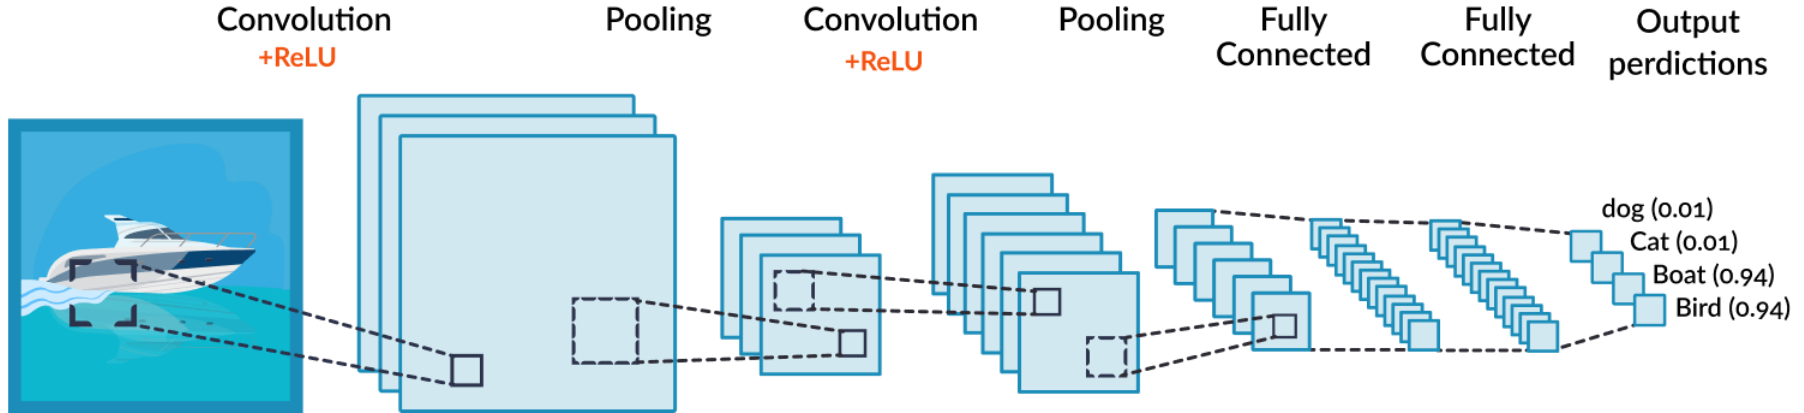 Convolution
+ReLU
Pooling
Convolution
+ReLU
Pooling
Fully
Connected
Fully
Connected
Output
perdictions
dog (0.01)
Cat (0.01)
Boat (0.94)
Bird (0.94)